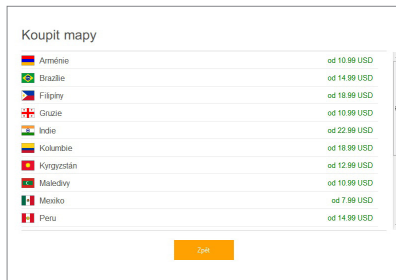 Koupit mapy
Arménie od 10.99 USD
Brazílie od 14.99 USD
Filipíny od 18.99 USD
Gruzie od 10.99 USD
Indie od 22.99 USD
Kolumbie od 18.99 USD
Kyrgyzstán od 12.99 USD
Maledivy od 10.99 USD
Mexiko od 7.99 USD
Peru od 14.99 USD
Zpět